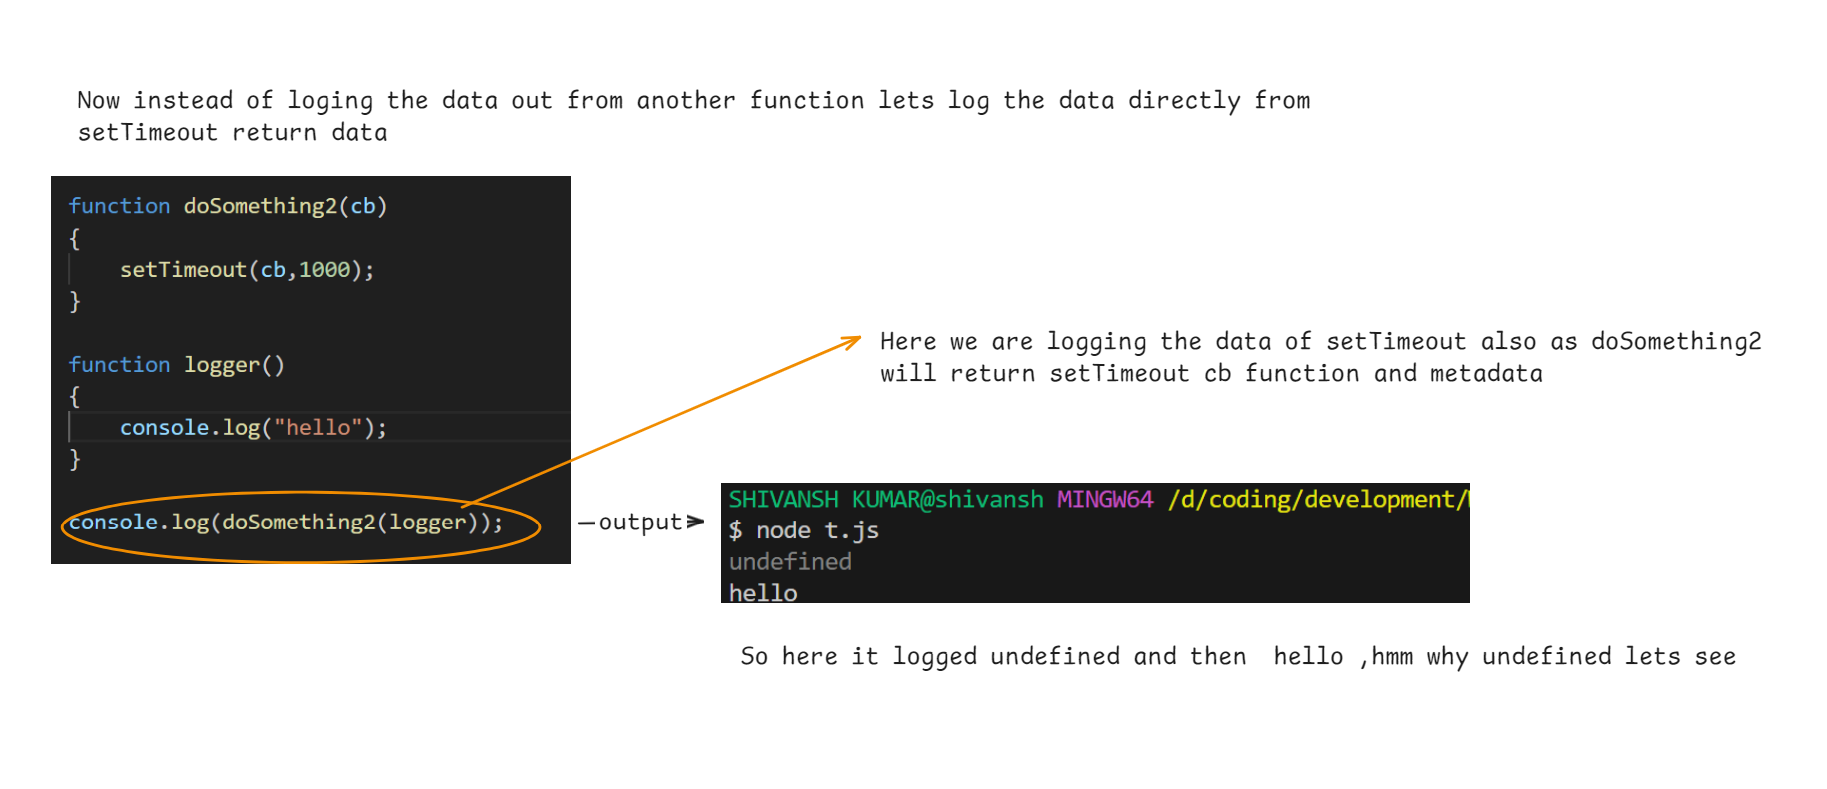 Now instead of loging the data out from another function lets log the data directly from
setTimeout return data
function doSomething2(cb)
{
    setTimeout(cb,1000);
}
function logger()
{
    console.log("hello");
}
console.log(doSomething2(logger));
Here we are logging the data of setTimeout also as doSomething2
will return setTimeout cb function and metadata
output
SHIVANSH KUMAR@shivansh MINGW64 /d/coding/development/
$ node t.js
undefined
hello
So here it logged undefined and then  hello ,hmm why undefined lets see